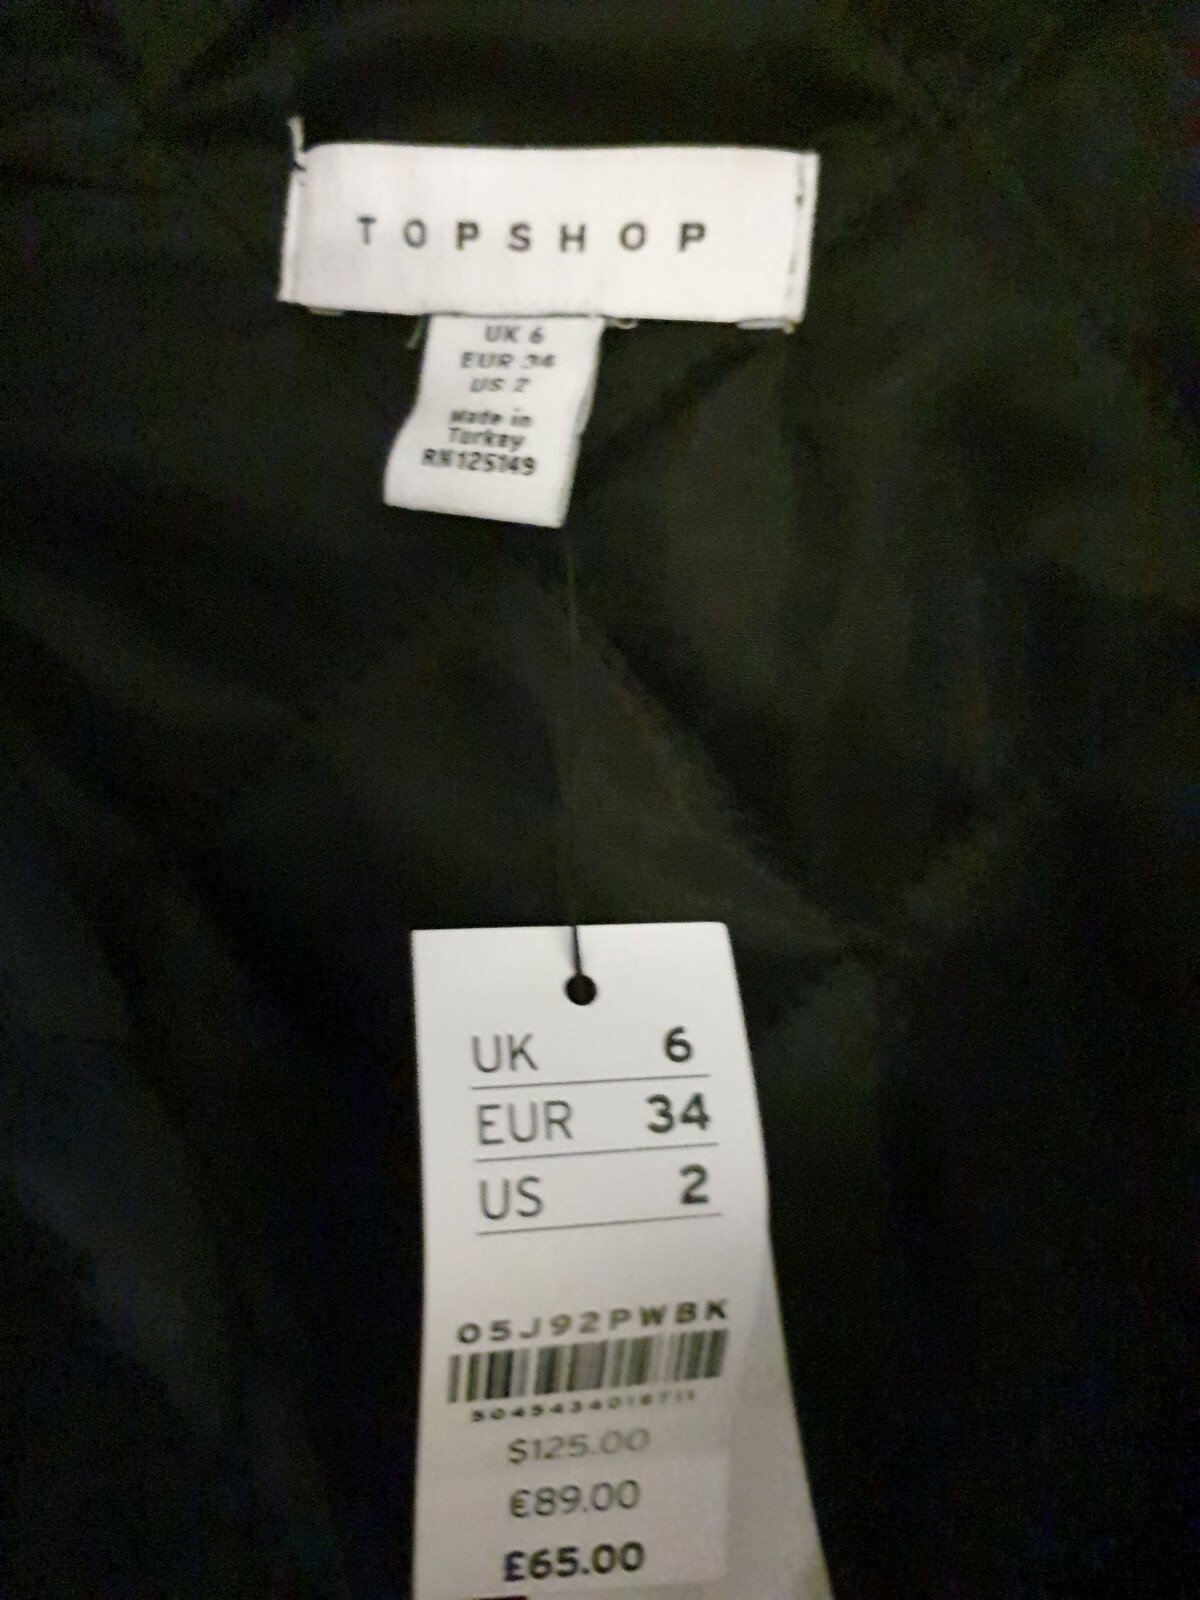 TOPSHOP
UK 6
EUR 34
US 2
Made in
Turkey
RN125149
UK 6
EUR 34
US 2
05J92PWBK
5045434016711
$125.00
€89.00
£65.00